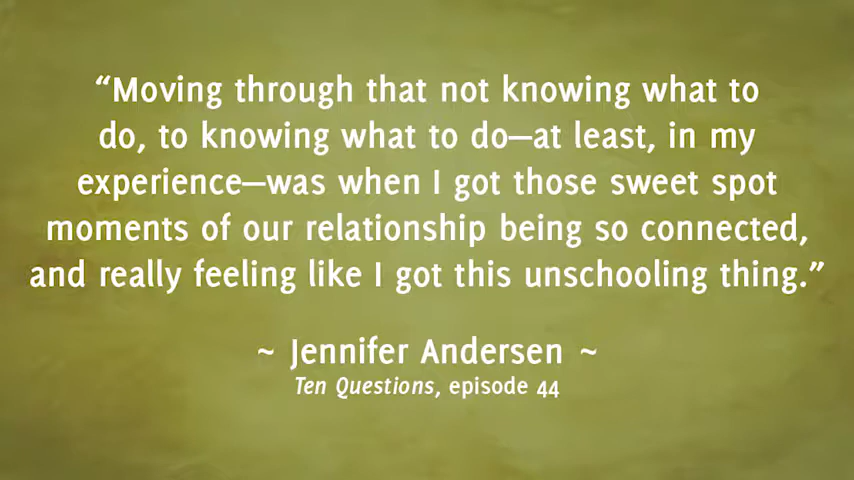 “Moving through that not knowing what to
do, to knowing what to do—at least, in my
experience—was when I got those sweet spot
moments of our relationship being so connected,
and really feeling like I got this unschooling thing.”
~ Jennifer Andersen ~
Ten Questions, episode 44